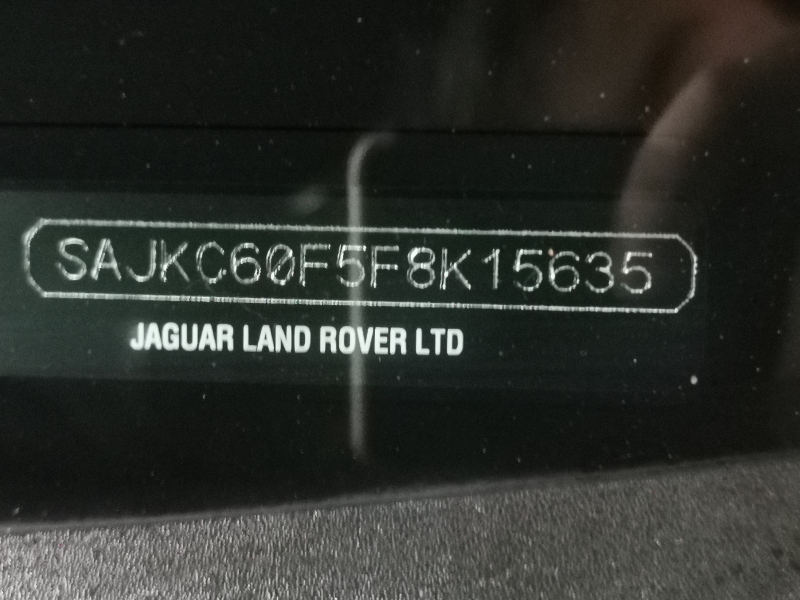 SAJKC60F5F8K15635
JAGUAR LAND ROVER LTD